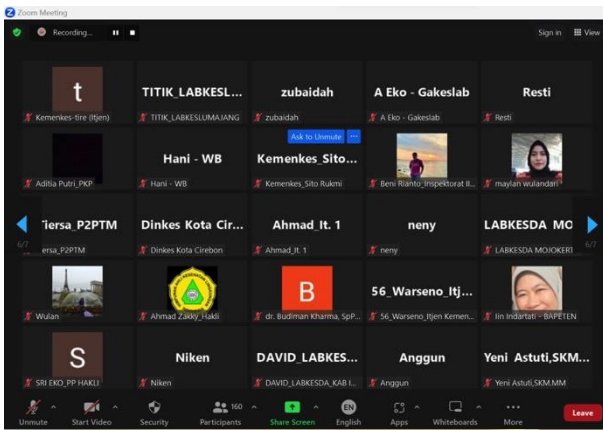 Zoom Meeting
Recording...
Sign in
View
t
TITIK_LABKESL...
zubaidah
A Eko - Gakeslab
Resti
Kemenkes-tire (Itjen)
TITIK_LABKESLUMAJANG
zubaidah
A Eko - Gakeslab
Resti
Ask to Unmute
...
Hani - WB
Kemenkes_Sito...
Aditia Putri_PKP
Hani - WB
Kemenkes_Sito Rukmi
Beni Rianto_Inspektorat II...
maylan wulandari
Tiersa_P2PTM
Dinkes Kota Cir...
Ahmad_It. 1
neny
LABKESDA MO
6/7
6/7
ersa_P2PTM
Dinkes Kota Cirebon
Ahmad_It. 1
neny
LABKESDA MOJOKERT
B
56_Warseno_Itj...
Wulan
Ahmad Zakky_Hakli
dr. Budiman Kharma, SpP...
56_Warseno_Itjen Kemen...
Iin Indartati - BAPETEN
S
Niken
DAVID_LABKES...
Anggun
Yeni Astuti,SKM...
SRI EKO_PP HAKLI
Niken
DAVID_LABKESDA_KAB I...
Anggun
Yeni Astuti,SKM.MM
160
EN
Unmute
Start Video
Security
Participants
Share Screen
English
Apps
Whiteboards
More
Leave